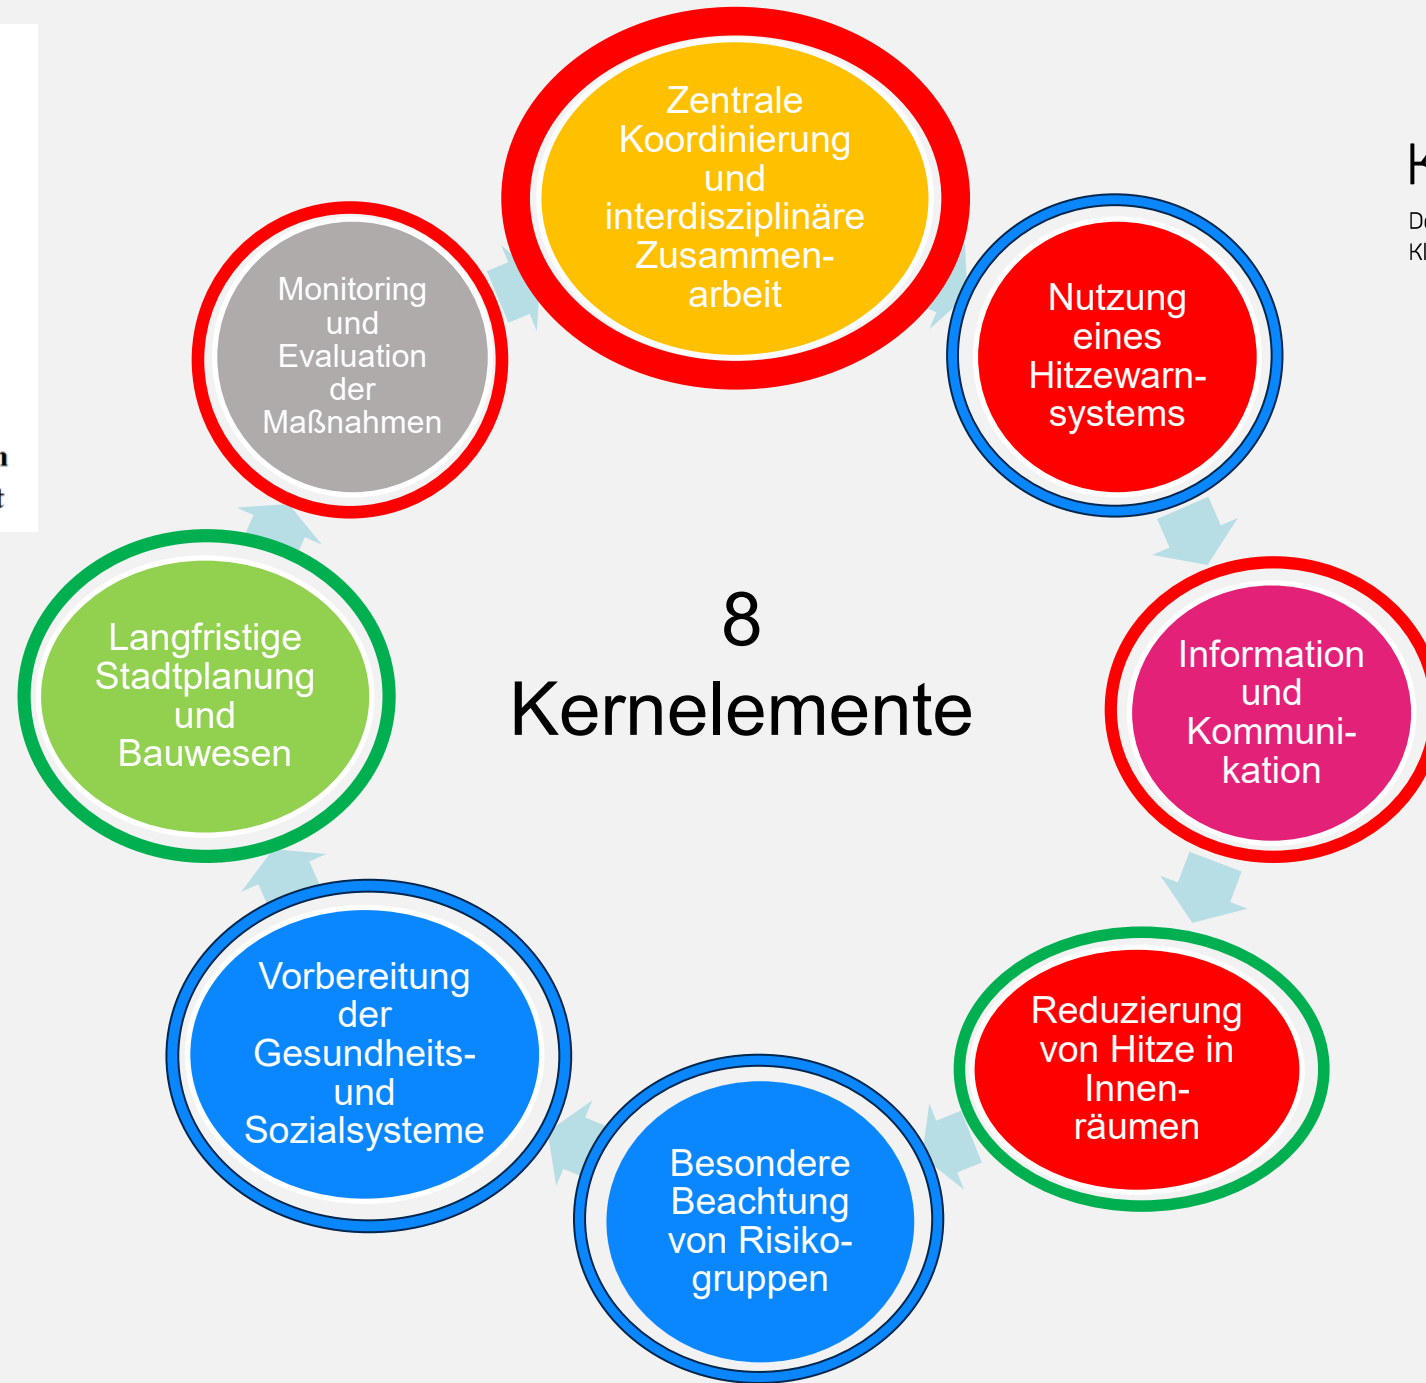 Zentrale
Koordinierung
und
interdisziplinäre
Zusammen-
arbeit
Nutzung
eines
Hitzewarn-
systems
Information
und
Kommuni-
kation
Reduzierung
von Hitze in
Innen-
räumen
Besondere
Beachtung
von Risiko-
gruppen
Vorbereitung
der
Gesundheits-
und
Sozialsysteme
Langfristige
Stadtplanung
und
Bauwesen
Monitoring
und
Evaluation
der
Maßnahmen
8
Kernelemente